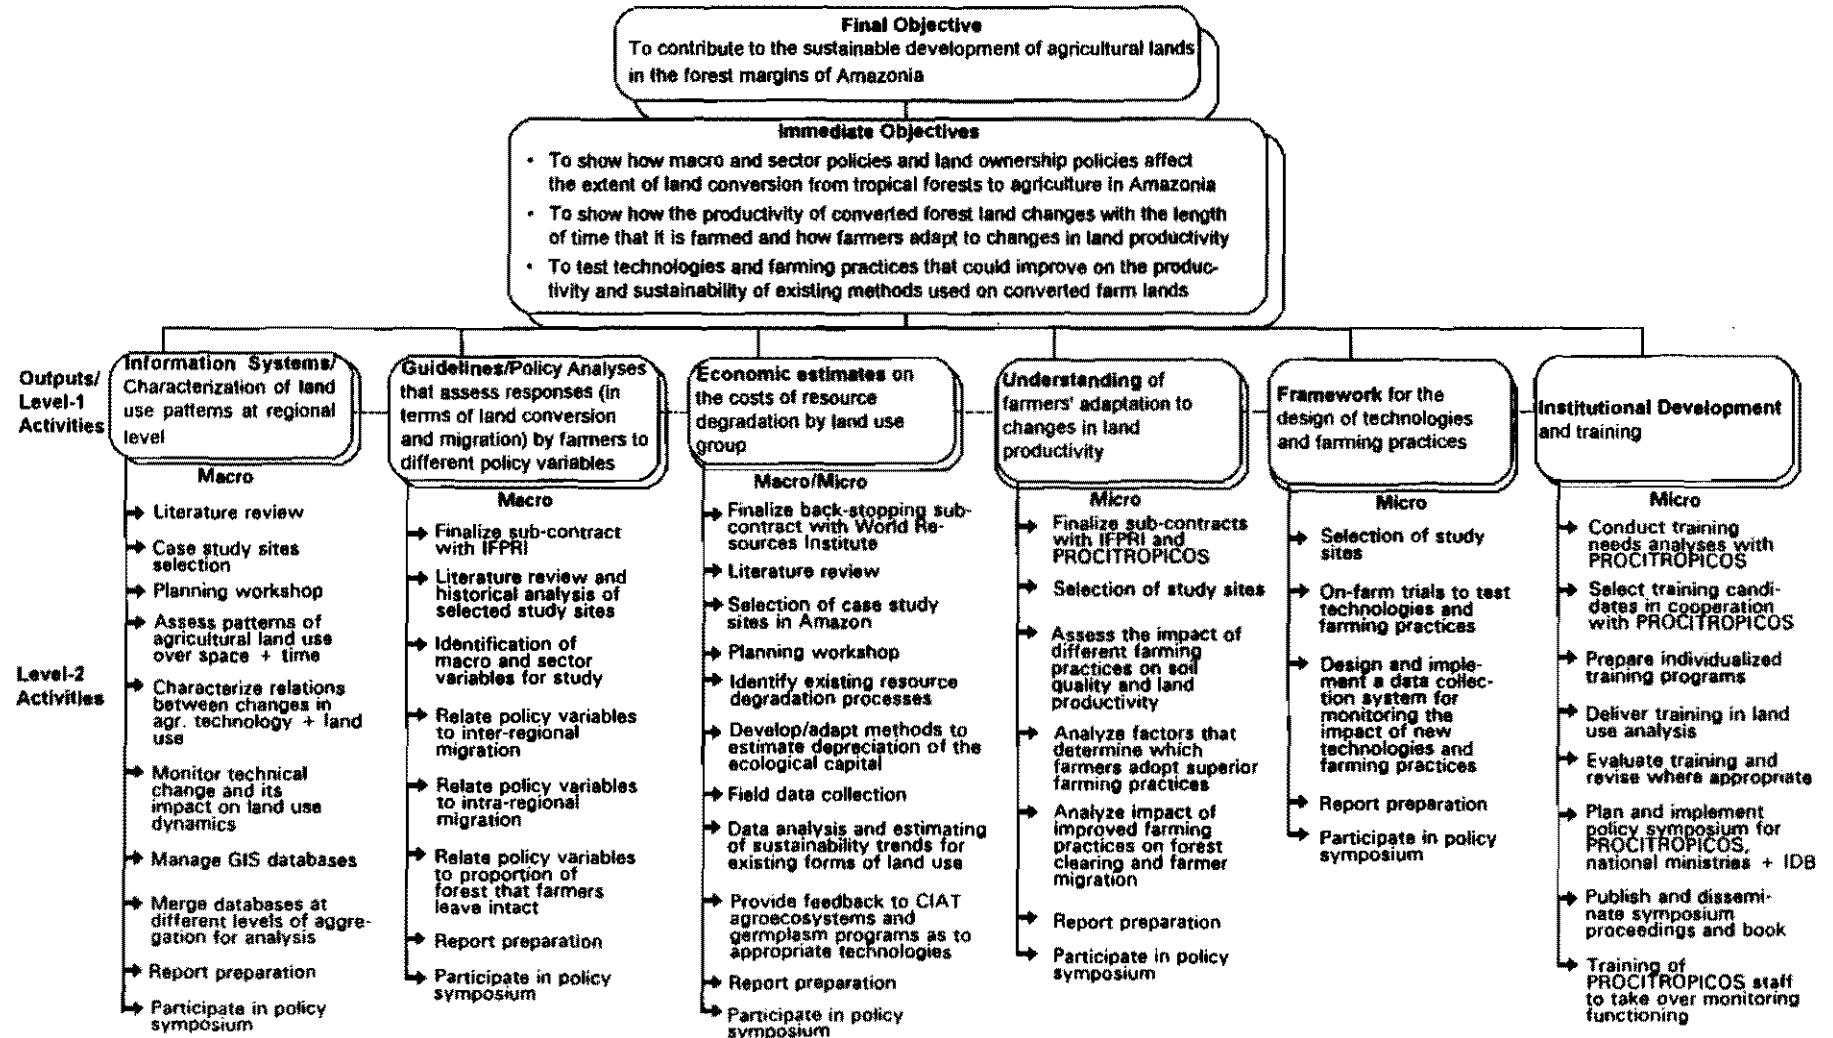 Final Objective
To contribute to the sustainable development of agricultural lands
in the forest margins of Amazonia
Immediate Objectives
• To show how macro and sector policies and land ownership policies affect
the extent of land conversion from tropical forests to agriculture in Amazonia
• To show how the productivity of converted forest land changes with the length
of time that it is farmed and how farmers adapt to changes in land productivity
• To test technologies and farming practices that could improve on the produc-
tivity and sustainability of existing methods used on converted farm lands
Outputs/
Level-1
Activities
Information Systems/
Characterization of land
use patterns at regional
level
Macro
Literature review
Case study sites
selection
Planning workshop
Assess patterns of
agricultural land use
over space + time
Characterize relations
between changes in
agr. technology + land
use
Monitor technical
change and its
impact on land use
dynamics
Manage GIS databases
Merge databases at
different levels of aggre-
gation for analysis
Report preparation
Participate in policy
symposium
Guidelines/Policy Analyses
that assess responses (in
terms of land conversion
and migration) by farmers to
different policy variables
Macro
Finalize sub-contract
with IFPRI
Literature review and
historical analysis of
selected study sites
Identification of
macro and sector
variables for study
Relate policy variables
to inter-regional
migration
Relate policy variables
to intra-regional
migration
Relate policy variables
to proportion of
forest that farmers
leave intact
Report preparation
Participate in policy
symposium
Economic estimates on
the costs of resource
degradation by land use
group
Macro/Micro
Finalize back-stopping sub-
contract with World Re-
sources Institute
Literature review
Selection of case study
sites in Amazon
Planning workshop
Identify existing resource
degradation processes
Develop/adapt methods to
estimate depreciation of the
ecological capital
Field data collection
Data analysis and estimating
of sustainability trends for
existing forms of land use
Provide feedback to CIAT
agroecosystems and
germplasm programs as to
appropriate technologies
Report preparation
Participate in policy
symposium
Understanding of
farmers' adaptation to
changes in land
productivity
Micro
Finalize sub-contracts
with IFPRI and
PROCITROPICOS
Selection of study sites
Assess the impact of
different farming
practices on soil
quality and land
productivity
Analyze factors that
determine which
farmers adopt superior
farming practices
Analyze impact of
improved farming
practices on forest
clearing and farmer
migration
Report preparation
Participate in policy
symposium
Framework for the
design of technologies
and farming practices
Micro
Selection of study
sites
On-farm trials to test
technologies and
farming practices
Design and imple-
ment a data collec-
tion system for
monitoring the
impact of new
technologies and
farming practices
Report preparation
Participate in policy
symposium
Institutional Development
and training
Micro
Conduct training
needs analyses with
PROCITROPICOS
Select training candi-
dates in cooperation
with PROCITROPICOS
Prepare individualized
training programs
Deliver training in land
use analysis
Evaluate training and
revise where appropriate
Plan and implement
policy symposium for
PROCITROPICOS,
national ministries + IDB
Publish and dissemi-
nate symposium
proceedings and book
Training of
PROCITROPICOS staff
to take over monitoring
functioning
Level-2
Activities